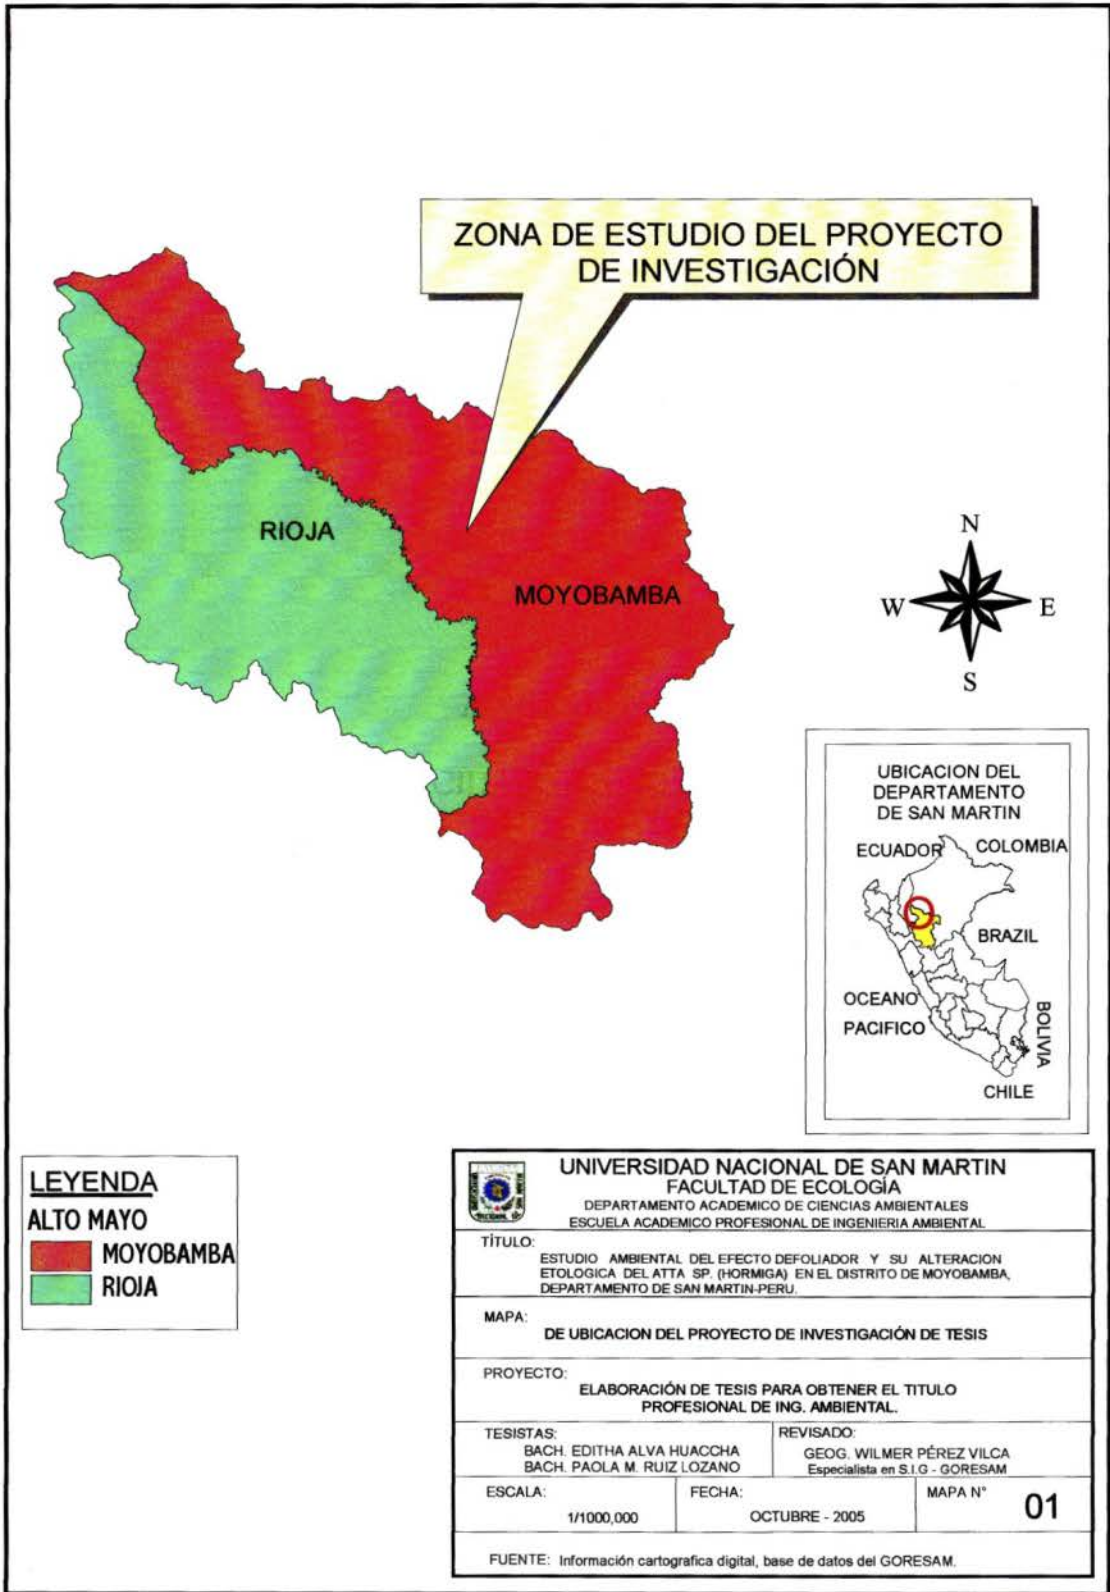 ZONA DE ESTUDIO DEL PROYECTO
DE INVESTIGACIÓN
RIOJA
MOYOBAMBA
N
W
E
S
UBICACION DEL
DEPARTAMENTO
DE SAN MARTIN
ECUADOR
COLOMBIA
BRAZIL
OCEANO
PACIFICO
BOLIVIA
CHILE
LEYENDA
ALTO MAYO
MOYOBAMBA
RIOJA
UNIVERSIDAD NACIONAL DE SAN MARTIN
FACULTAD DE ECOLOGÍA
DEPARTAMENTO ACADEMICO DE CIENCIAS AMBIENTALES
ESCUELA ACADEMICO PROFESIONAL DE INGENIERIA AMBIENTAL
TÍTULO:
ESTUDIO AMBIENTAL DEL EFECTO DEFOLIADOR Y SU ALTERACION
ETOLOGICA DEL ATTA SP. (HORMIGA) EN EL DISTRITO DE MOYOBAMBA,
DEPARTAMENTO DE SAN MARTIN-PERU.
MAPA:
DE UBICACION DEL PROYECTO DE INVESTIGACIÓN DE TESIS
PROYECTO:
ELABORACIÓN DE TESIS PARA OBTENER EL TITULO
PROFESIONAL DE ING. AMBIENTAL.
TESISTAS:
BACH. EDITHA ALVA HUACCHA
BACH. PAOLA M. RUIZ LOZANO
REVISADO:
GEOG. WILMER PÉREZ VILCA
Especialista en S.I.G - GORESAM
ESCALA:
1/1000,000
FECHA:
OCTUBRE - 2005
MAPA N°
01
FUENTE: Información cartografica digital, base de datos del GORESAM.